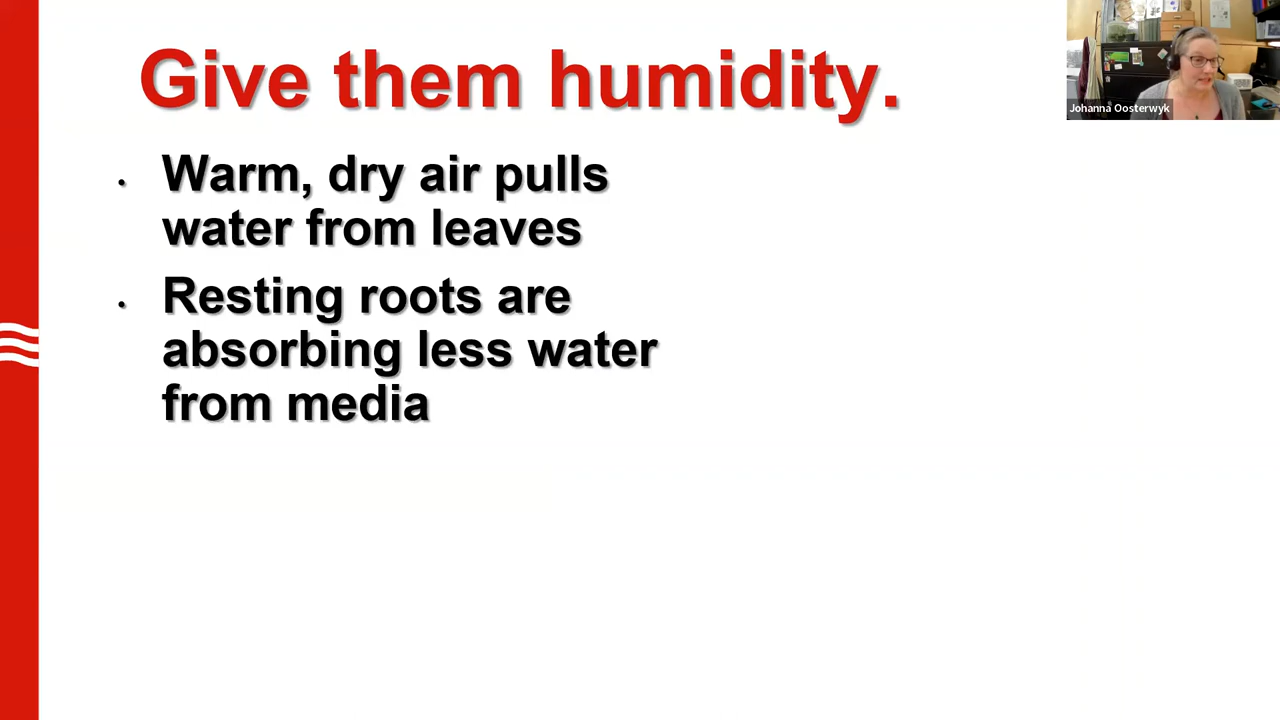 Give them humidity.
Johanna Oosterwyk
• Warm, dry air pulls
water from leaves
• Resting roots are
absorbing less water
from media